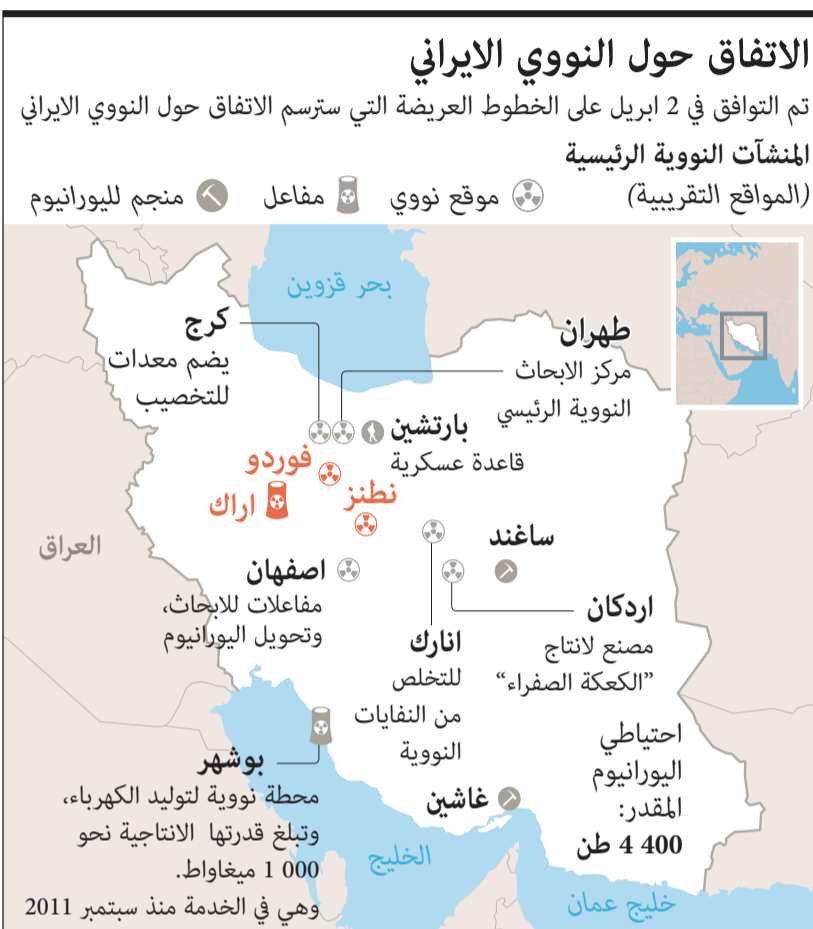 الاتفاق حول النووي الايراني
تم التوافق في 2 ابريل على الخطوط العريضة التي سترسم الاتفاق حول النووي الايراني
المنشآت النووية الرئيسية
(المواقع التقريبية)
موقع نووي
مفاعل
منجم لليورانيوم
بحر قزوين
طهران
مركز الابحاث
النووية الرئيسي
كرج
يضم معدات
للتخصيب
بارتشين
قاعدة عسكرية
فوردو
نطنز
اراك
ساغند
العراق
اصفهان
مفاعلات للابحاث،
وتحويل اليورانيوم
اردكان
مصنع لانتاج
”الكعكة الصفراء“
انارك
للتخلص
من النفايات
النووية
احتياطي
اليورانيوم
المقدر:
4 400 طن
بوشهر
محطة نووية لتوليد الكهرباء،
وتبلغ قدرتها الانتاجية نحو
1 000 ميغاواط.
وهي في الخدمة منذ سبتمبر 2011
غاشين
الخليج
خليج عمان